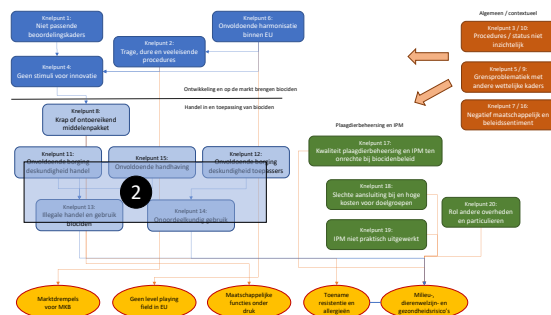 Knelpunt 1:
Niet passende
beoordelingskaders
Knelpunt 6:
Onvoldoende harmonisatie
binnen EU
Algemeen / contextueel
Knelpunt 2:
Trage, dure en veeleisende
procedures
Knelpunt 3 / 10:
Procedures / status niet
inzichtelijk
Knelpunt 4:
Geen stimuli voor innovatie
Knelpunt 5 / 9:
Grensproblematiek met
andere wettelijke kaders
Ontwikkeling en op de markt brengen biociden
Handel in en toepassing van biociden
Knelpunt 8:
Krap of ontoereikend
middelenpakket
Knelpunt 7 / 16:
Negatief maatschappelijk en
beleidssentiment
Plaagdierbeheersing en IPM
Knelpunt 17:
Kwaliteit plaagdierbeheersing en IPM ten
onrechte bij biocidenbeleid
Knelpunt 11:
Onvoldoende borging
deskundigheid handel
Knelpunt 15:
Onvoldoende handhaving
Knelpunt 12:
Onvoldoende borging
deskundigheid toepassers
2
Knelpunt 18:
Slechte aansluiting bij en hoge
kosten voor doelgroepen
Knelpunt 13:
Illegale handel en gebruik
biociden
Knelpunt 14:
Onoordeelkundig gebruik
Knelpunt 20:
Rol andere overheden
en particulieren
Knelpunt 19:
IPM niet praktisch uitgewerkt
Marktdrempels
voor MKB
Geen level playing
field in EU
Maatschappelijke
functies onder
druk
Toename
resistentie en
allergieën
Milieu-,
dierenwelzijn- en
gezondheidsrisico's